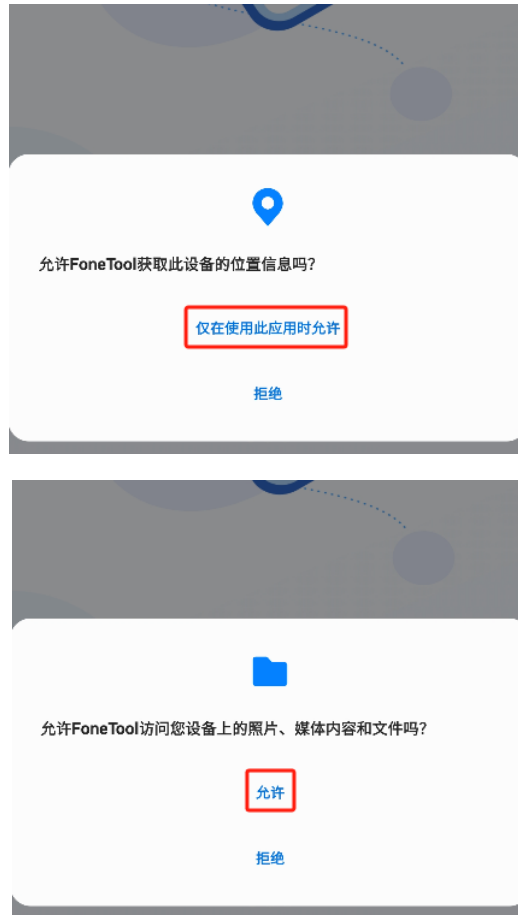 允许FoneTool获取此设备的位置信息吗?
仅在使用此应用时允许
拒绝
允许FoneTool访问您设备上的照片、媒体内容和文件吗?
允许
拒绝